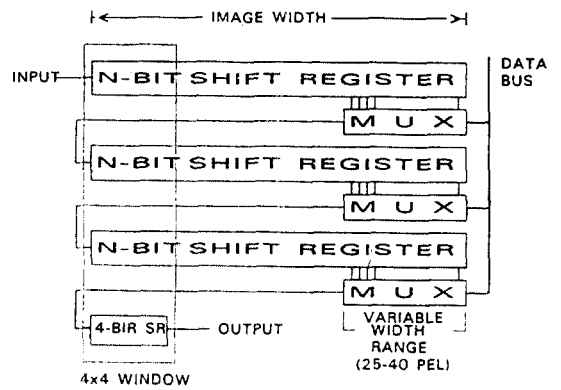 IMAGE WIDTH
INPUT
N-BIT SHIFT REGISTER
DATA
BUS
M U X
N-BIT SHIFT REGISTER
M U X
N-BIT SHIFT REGISTER
M U X
4-BIR SR
OUTPUT
VARIABLE
WIDTH
RANGE
(25-40 PEL)
4x4 WINDOW